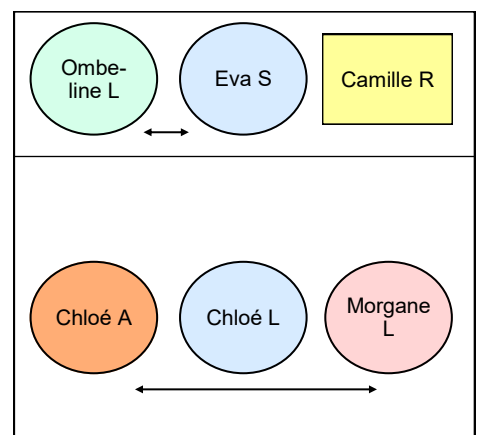 Ombe-
line L
Eva S
Camille R
Chloé A
Chloé L
Morgane
L